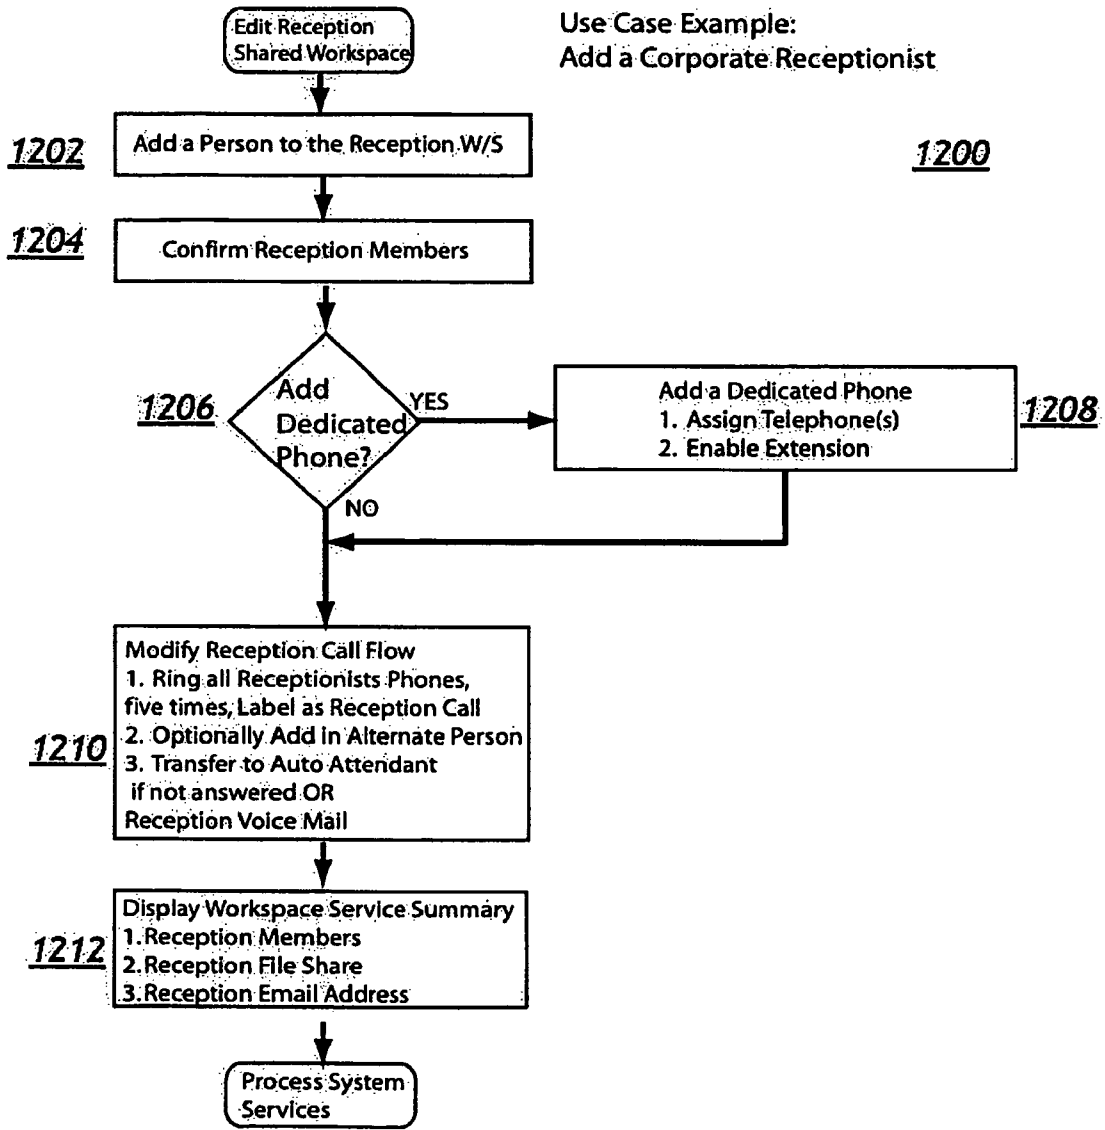 Edit Reception
Shared Workspace
Use Case Example:
Add a Corporate Receptionist
1202
Add a Person to the Reception W/S
1200
1204
Confirm Reception Members
1206
Add
Dedicated
Phone?
YES
Add a Dedicated Phone
1. Assign Telephone(s)
2. Enable Extension
1208
NO
1210
Modify Reception Call Flow
1. Ring all Receptionists Phones,
five times, Label as Reception Call
2. Optionally Add in Alternate Person
3. Transfer to Auto Attendant
if not answered OR
Reception Voice Mail
1212
Display Workspace Service Summary
1.Reception Members
2.Reception File Share
3.Reception Email Address
Process System
Services